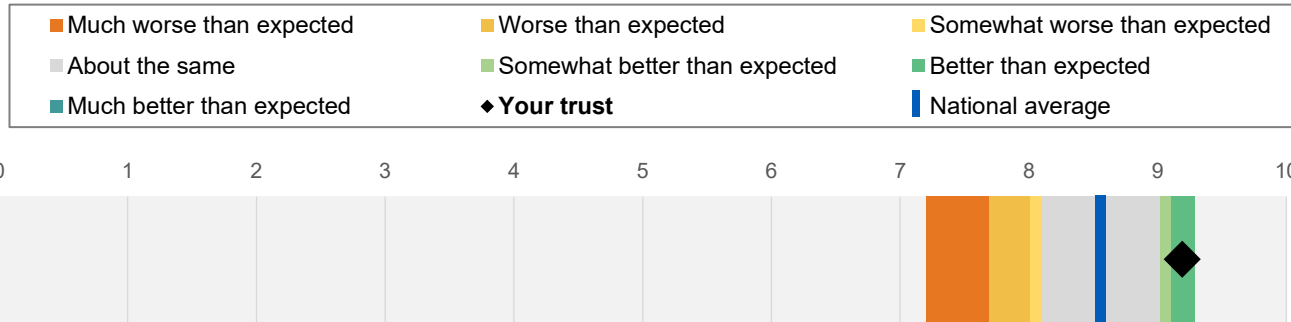 Much worse than expected Worse than expected Somewhat worse than expected
About the same Somewhat better than expected Better than expected
Much better than expected Your trust National average
0 1 2 3 4 5 6 7 8 9 10